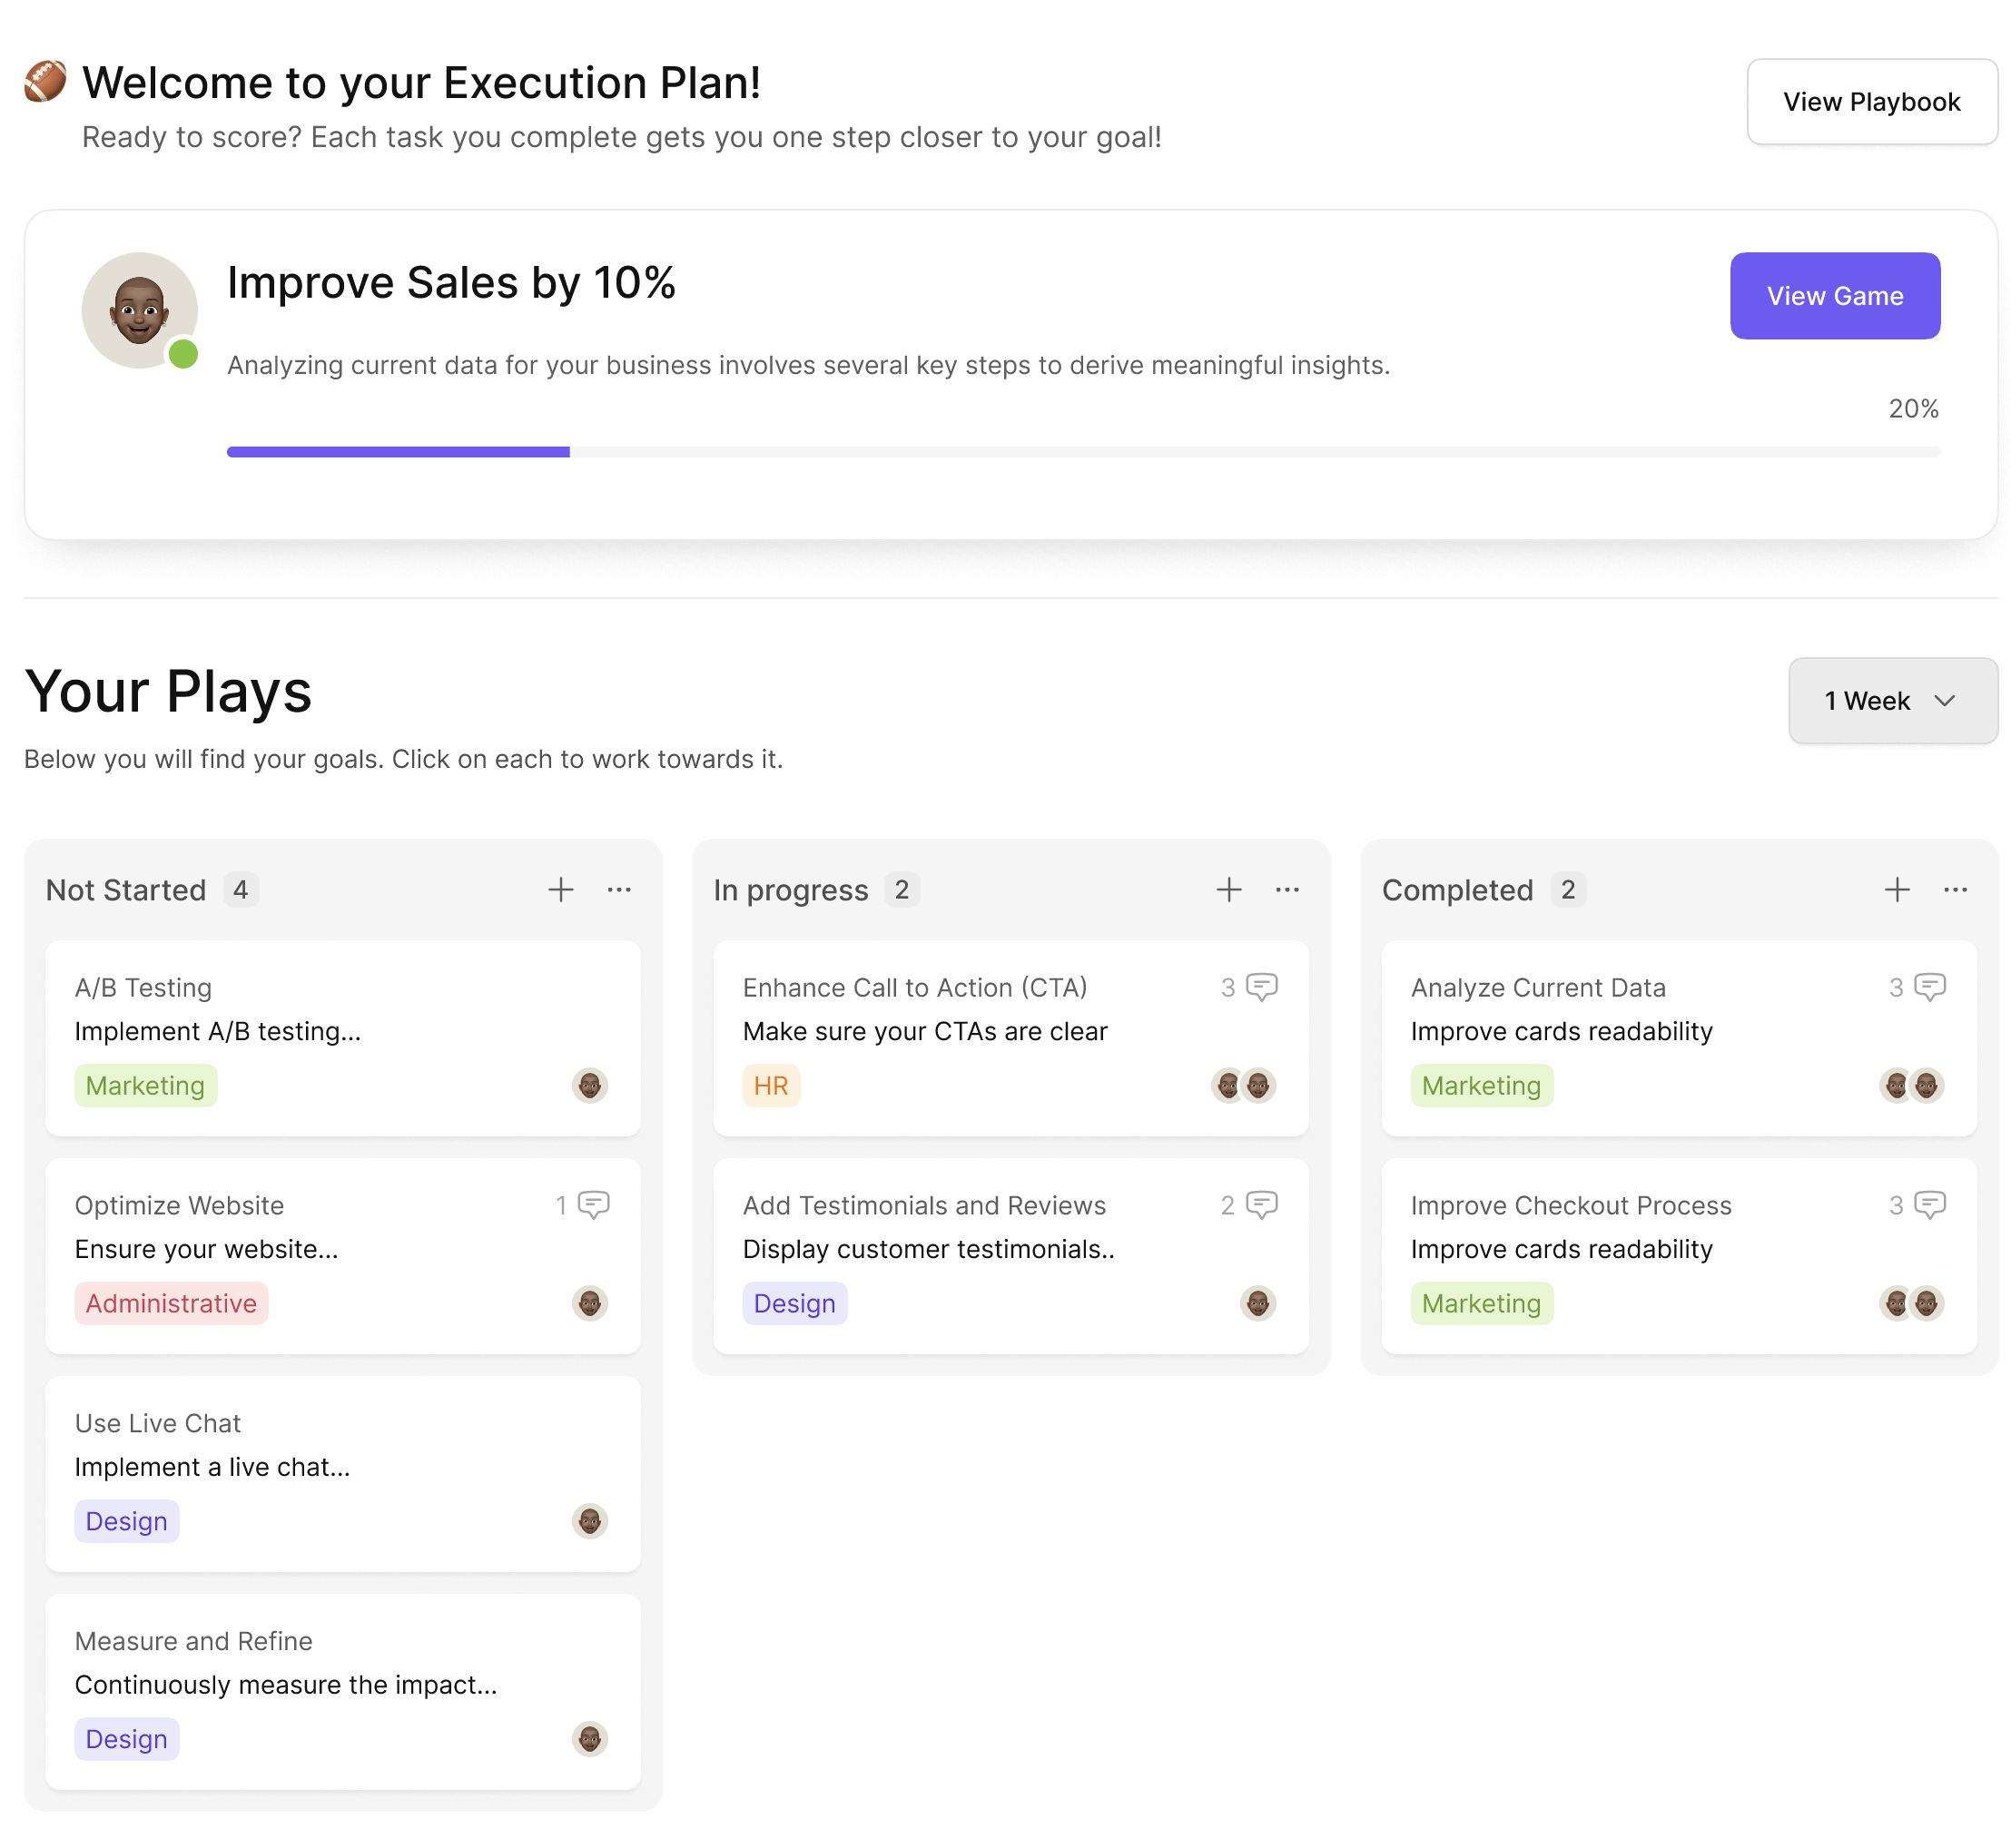 Welcome to your Execution Plan!
Ready to score? Each task you complete gets you one step closer to your goal!
View Playbook
Improve Sales by 10%
View Game
Analyzing current data for your business involves several key steps to derive meaningful insights.
20%
Your Plays
1 Week
Below you will find your goals. Click on each to work towards it.
Not Started 4
A/B Testing
Implement A/B testing...
Marketing
Optimize Website 1
Ensure your website...
Administrative
Use Live Chat
Implement a live chat...
Design
Measure and Refine
Continuously measure the impact...
Design
In progress 2
Enhance Call to Action (CTA) 3
Make sure your CTAs are clear
HR
Add Testimonials and Reviews 2
Display customer testimonials..
Design
Completed 2
Analyze Current Data 3
Improve cards readability
Marketing
Improve Checkout Process 3
Improve cards readability
Marketing